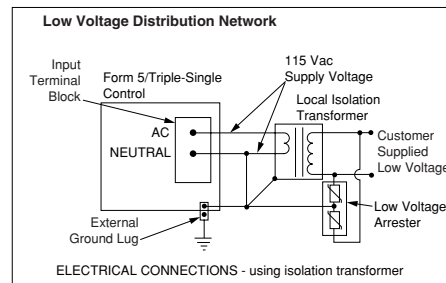 Low Voltage Distribution Network
Input
Terminal
Block
Form 5/Triple-Single
Control
115 Vac
Supply Voltage
Local Isolation
Transformer
AC
NEUTRAL
Customer
Supplied
Low Voltage
Low Voltage
Arrester
External
Ground Lug
ELECTRICAL CONNECTIONS - using isolation transformer